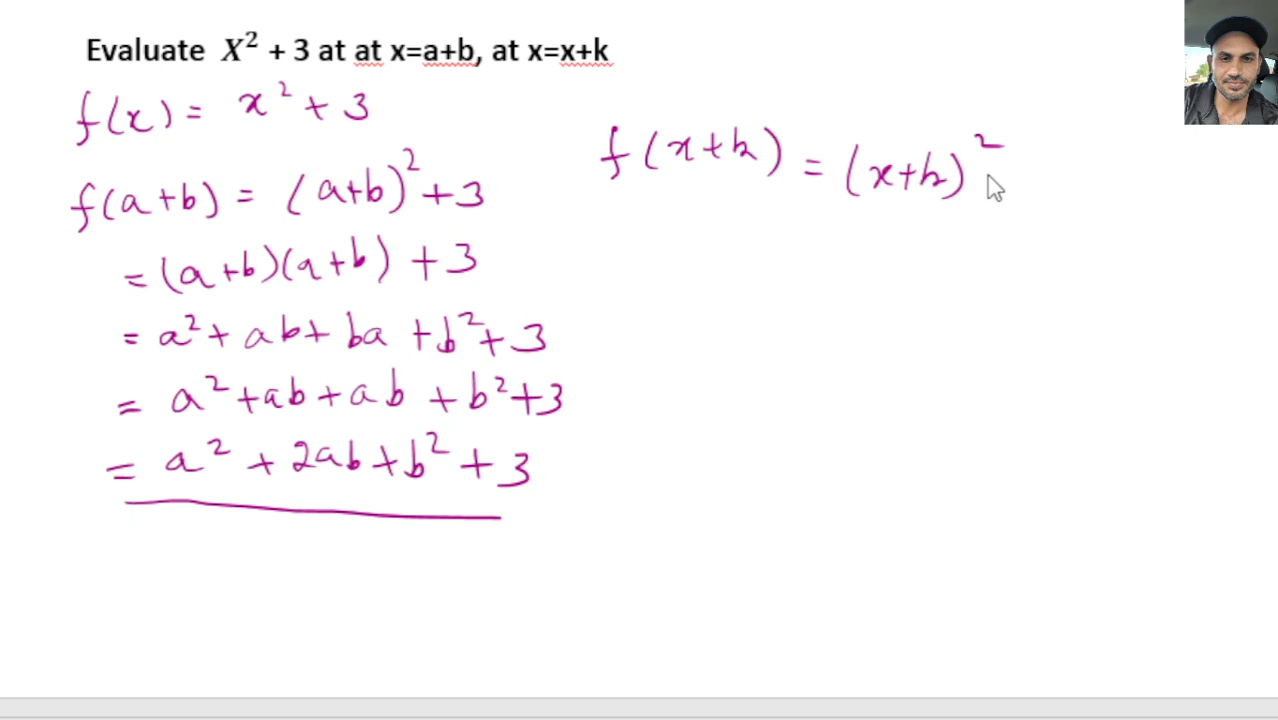 Evaluate X² + 3 at at x=a+b, at x=x+k
f(x) = x² + 3
f(a+b) = (a+b)² + 3
= (a+b)(a+b) + 3
= a² + ab + ba + b² + 3
= a² + ab + ab + b² + 3
= a² + 2ab + b² + 3
f(x+k) = (x+k)²